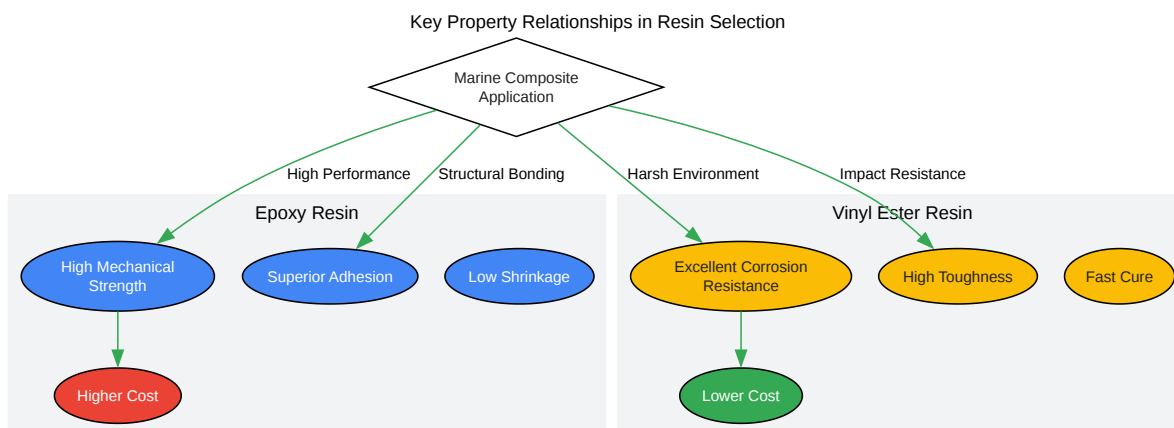 Key Property Relationships in Resin Selection
Marine Composite
Application
High Performance
Structural Bonding
Harsh Environment
Impact Resistance
Epoxy Resin
Vinyl Ester Resin
High Mechanical
Strength
Superior Adhesion
Low Shrinkage
Excellent Corrosion
Resistance
High Toughness
Fast Cure
Higher Cost
Lower Cost